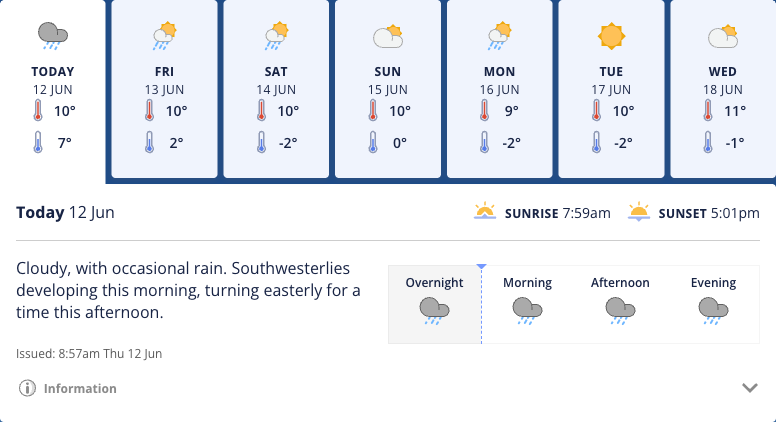 TODAY
12 JUN
10°
7°
FRI
13 JUN
10°
2°
SAT
14 JUN
10°
-2°
SUN
15 JUN
10°
0°
MON
16 JUN
9°
-2°
TUE
17 JUN
10°
-2°
WED
18 JUN
11°
-1°
Today 12 Jun
SUNRISE 7:59am
SUNSET 5:01pm
Cloudy, with occasional rain. Southwesterlies
developing this morning, turning easterly for a
time this afternoon.
Overnight
Morning
Afternoon
Evening
Issued: 8:57am Thu 12 Jun
Information